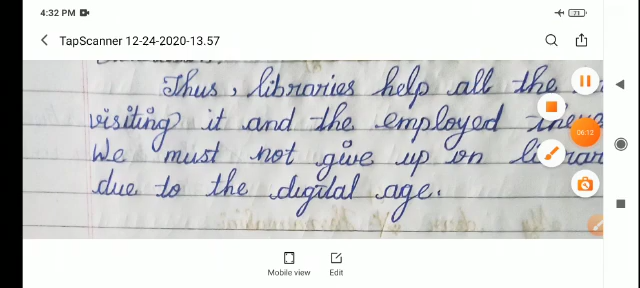 4:32 PM
73
TapScanner 12-24-2020-13.57
Thus, libraries help all the
visiting it and the employed
We must not give up on
due to the digital age.
06:12
Mobile view
Edit